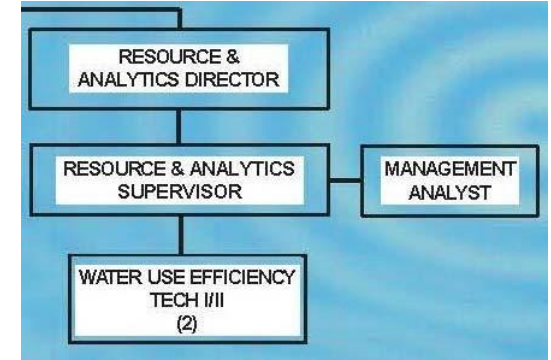 RESOURCE &
ANALYTICS DIRECTOR
RESOURCE & ANALYTICS
SUPERVISOR
MANAGEMENT
ANALYST
WATER USE EFFICIENCY
TECH I/II
(2)